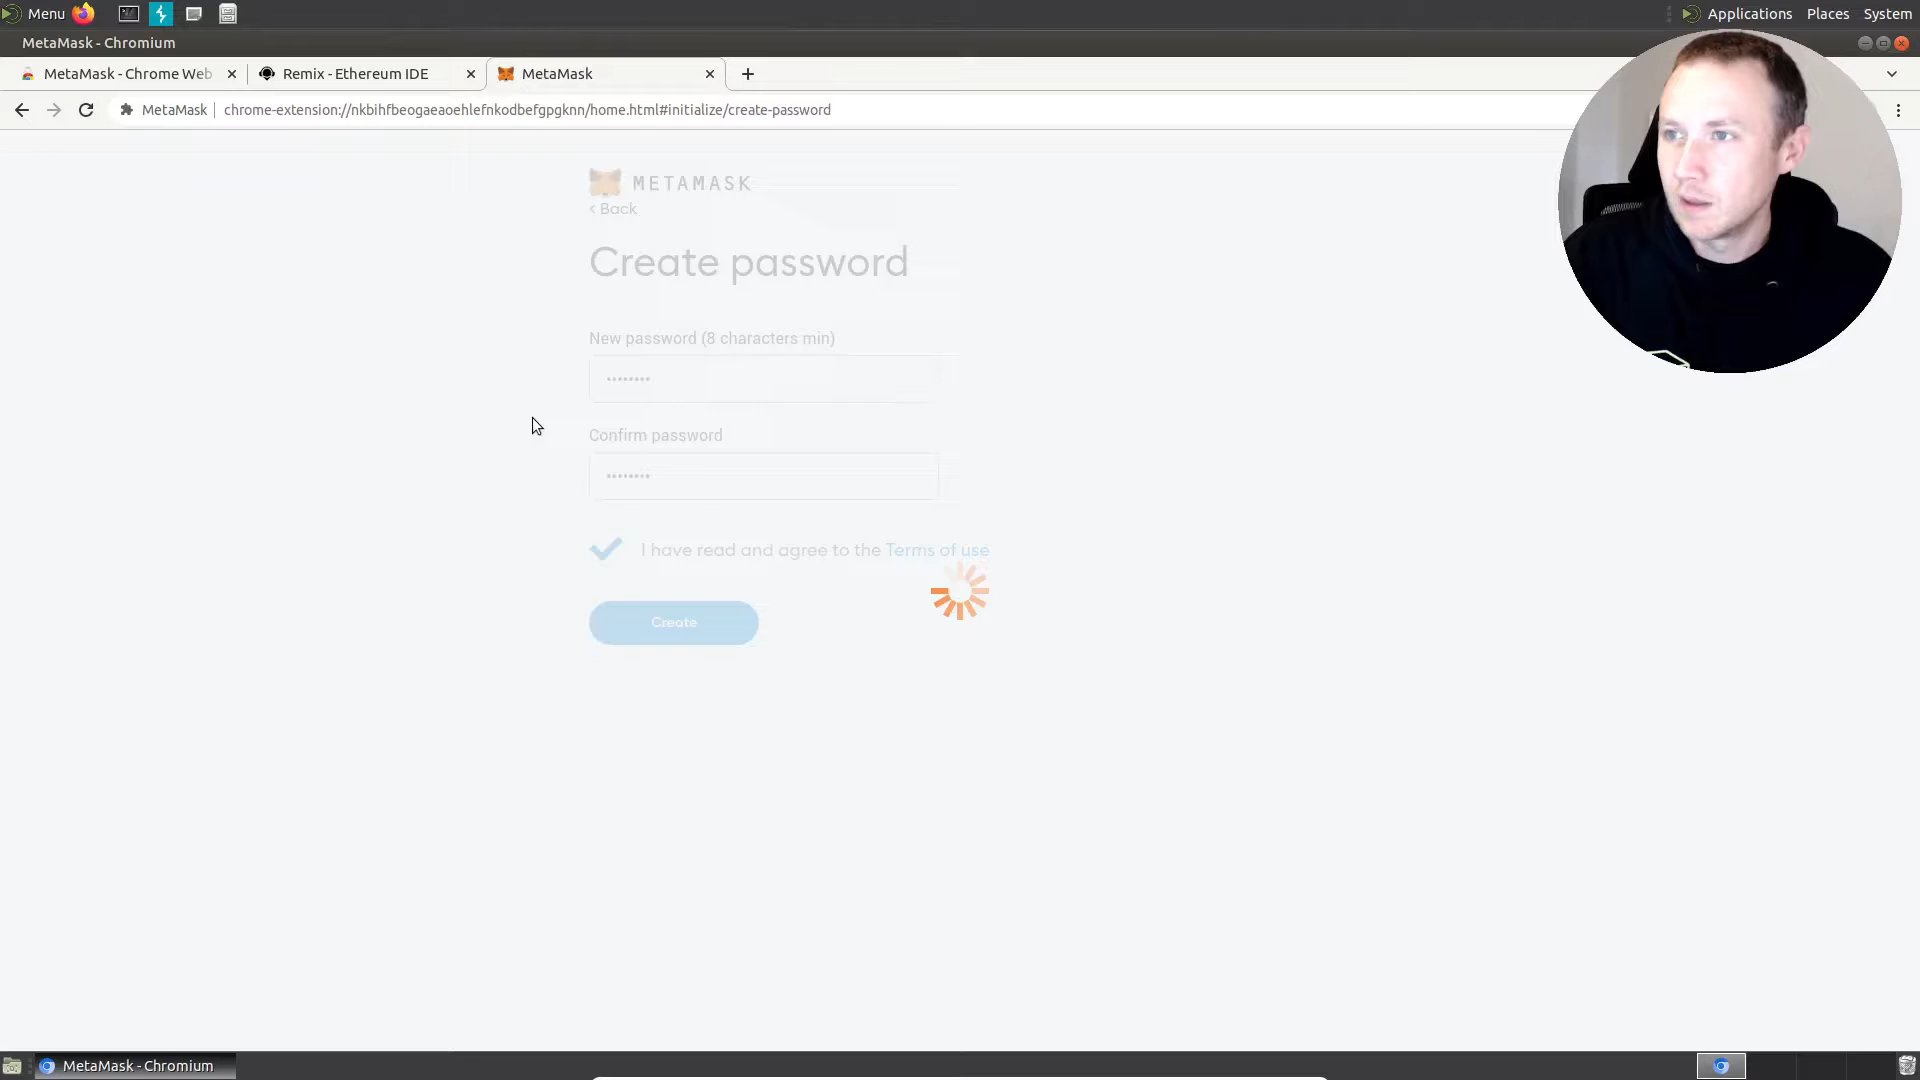 Menu
Applications Places System
MetaMask - Chromium
MetaMask - Chrome Web
Remix - Ethereum IDE
MetaMask
MetaMask
chrome-extension://nkbihfbeogaeaoehlefnkodbefgpgknn/home.html#initialize/create-password
METAMASK
< Back
Create password
New password (8 characters min)
••••••••
Confirm password
••••••••
I have read and agree to the Terms of use
Create
MetaMask - Chromium